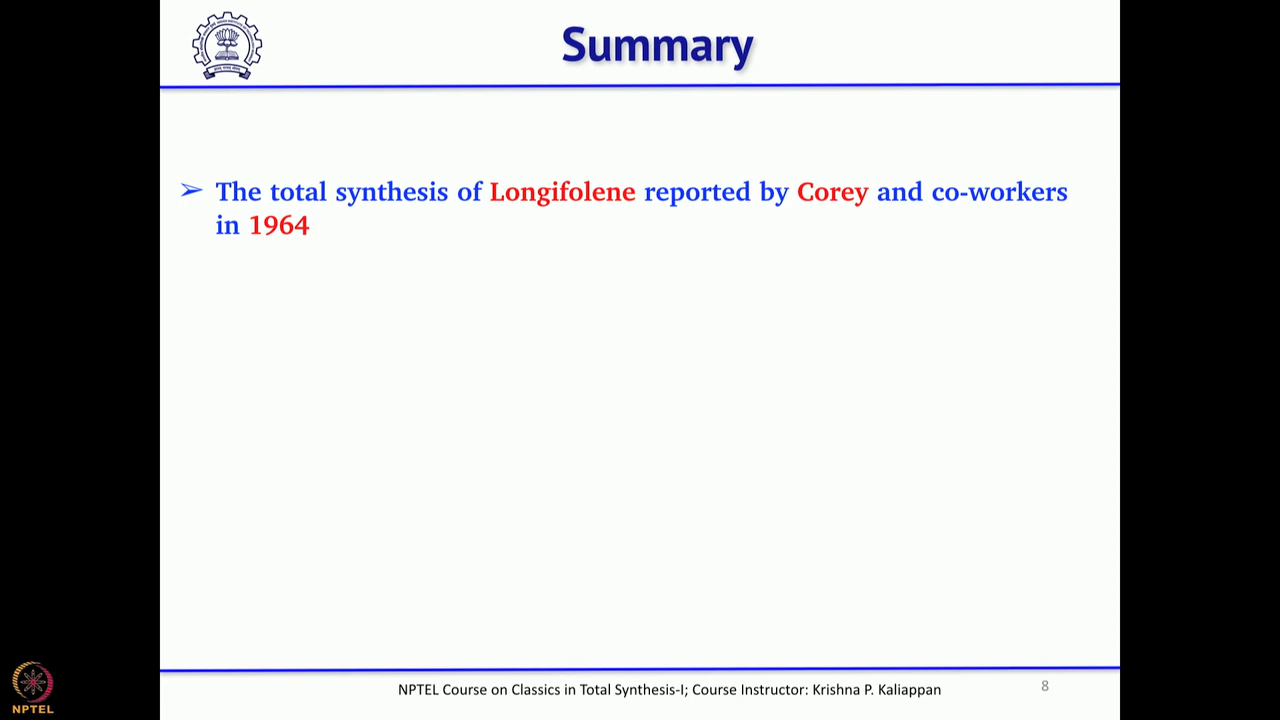 Summary
➢ The total synthesis of Longifolene reported by Corey and co-workers
in 1964
NPTEL Course on Classics in Total Synthesis-I; Course Instructor: Krishna P. Kaliappan
8
NPTEL